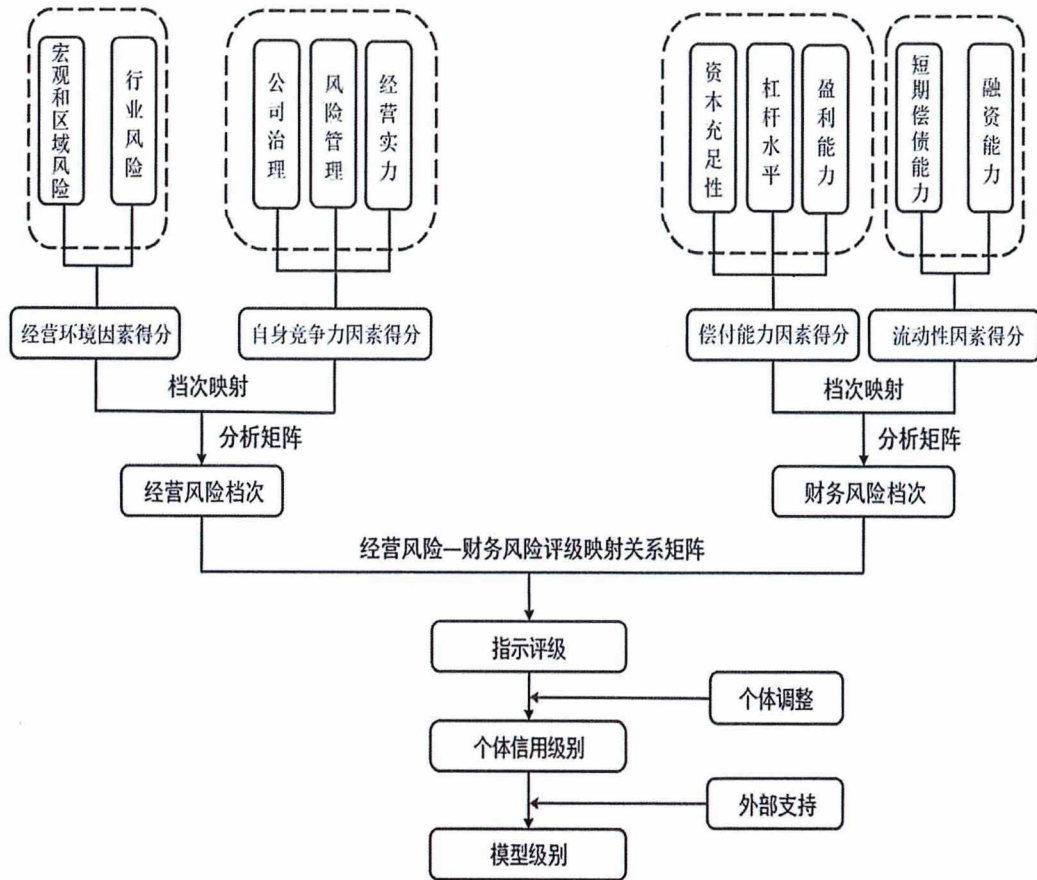 宏观和区域风险
行业风险
公司治理
风险管理
经营实力
资本充足性
杠杆水平
盈利能力
短期偿债能力
融资能力
经营环境因素得分
自身竞争力因素得分
偿付能力因素得分
流动性因素得分
档次映射
档次映射
分析矩阵
分析矩阵
经营风险档次
财务风险档次
经营风险—财务风险评级映射关系矩阵
指示评级
个体调整
个体信用级别
外部支持
模型级别